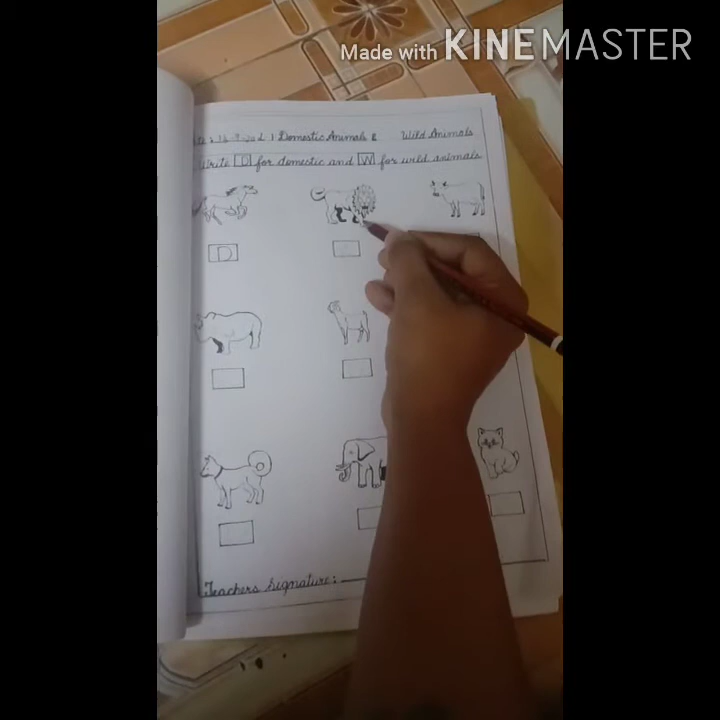 Made with KINEMASTER
Domestic Animals & Wild Animals
Write D for domestic and W for wild animals
D
Teachers Signature: